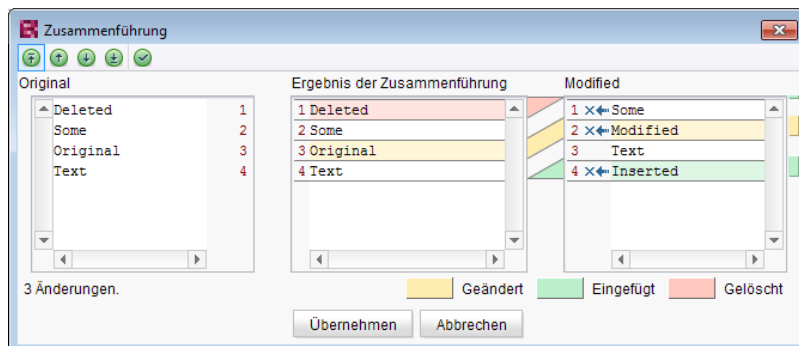 Zusammenführung
Original
Ergebnis der Zusammenführung
Modified
Deleted 1
Some 2
Original 3
Text 4
1 Deleted
2 Some
3 Original
4 Text
1 Some
2 Modified
3 Text
4 Inserted
3 Änderungen.
Geändert
Eingefügt
Gelöscht
Übernehmen
Abbrechen